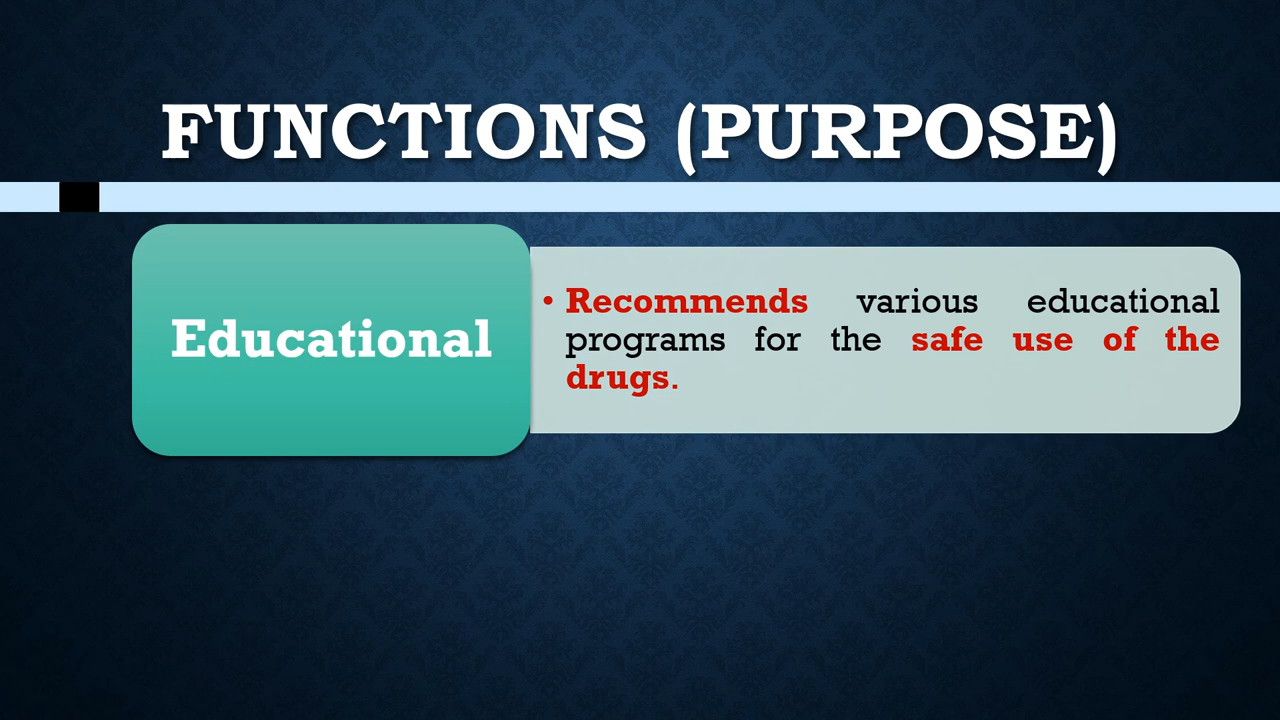 FUNCTIONS (PURPOSE)
Educational
• Recommends various educational
programs for the safe use of the
drugs.